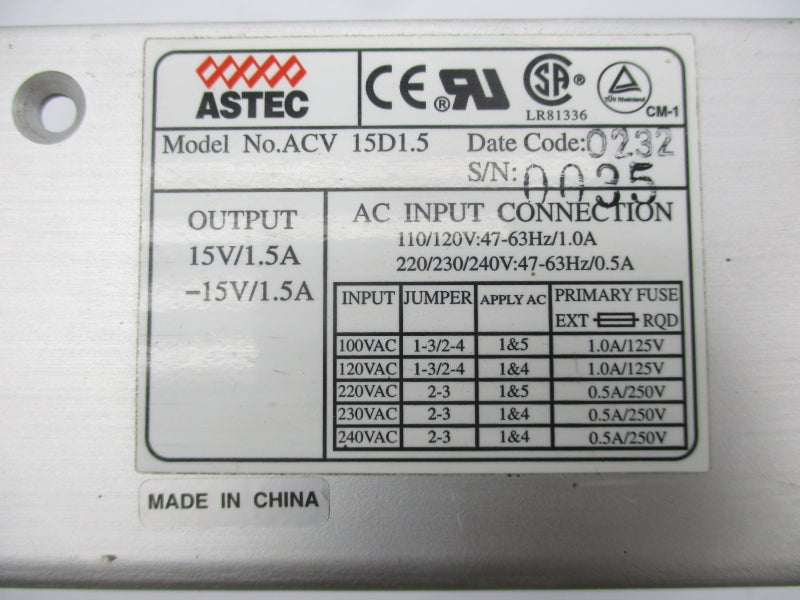 ASTEC
CE
® RU
SA ®
LR81336
TÜV Rheinland
CM-1
Model No.ACV 15D1.5 Date Code:0232
S/N:0035
OUTPUT
15V/1.5A
-15V/1.5A
AC INPUT CONNECTION
110/120V:47-63Hz/1.0A
220/230/240V:47-63Hz/0.5A
INPUT JUMPER APPLY AC PRIMARY FUSE
EXT RQD
100VAC 1-3/2-4 1&5 1.0A/125V
120VAC 1-3/2-4 1&4 1.0A/125V
220VAC 2-3 1&5 0.5A/250V
230VAC 2-3 1&4 0.5A/250V
240VAC 2-3 1&4 0.5A/250V
MADE IN CHINA